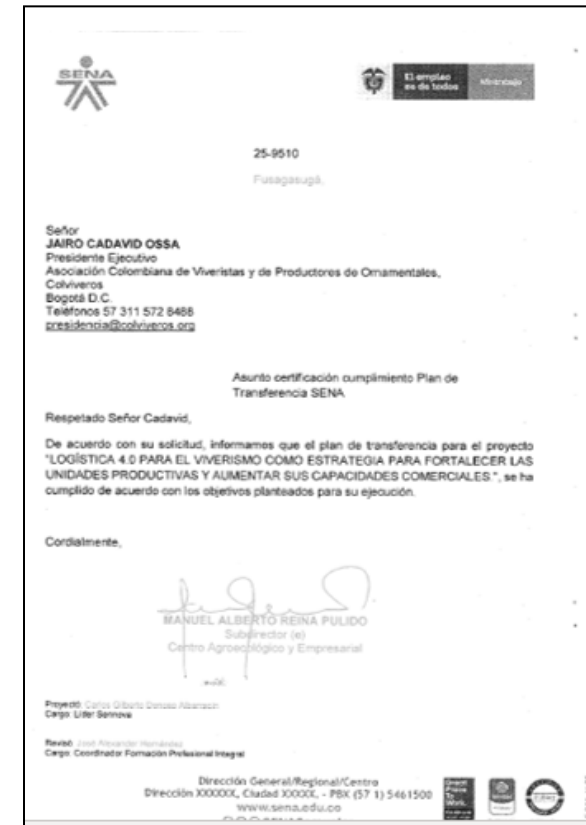 SENA
El empleo
es de todos
Mintrabajo
25-9510
Fusagasugá,
Señor
JAIRO CADAVID OSSA
Presidente Ejecutivo
Asociación Colombiana de Viveristas y de Productores de Ornamentales,
Colviveros
Bogotá D.C.
Teléfonos 57 311 572 8488
presidencia@colviveros.org
Asunto certificación cumplimiento Plan de
Transferencia SENA
Respetado Señor Cadavid,
De acuerdo con su solicitud, informamos que el plan de transferencia para el proyecto
"LOGÍSTICA 4.0 PARA EL VIVERISMO COMO ESTRATEGIA PARA FORTALECER LAS
UNIDADES PRODUCTIVAS Y AUMENTAR SUS CAPACIDADES COMERCIALES.", se ha
cumplido de acuerdo con los objetivos planteados para su ejecución.
Cordialmente,
MANUEL ALBERTO REINA PULIDO
Subdirector (e)
Centro Agroecológico y Empresarial
Proyectó: Carlos Gilberto
Cargo: Líder Sennova
Revisó: José Alexander Hernández
Cargo: Coordinador Formación Profesional Integral
Dirección General/Regional/Centro
Dirección XXXXXX, Ciudad XXXXX, - PBX (57 1) 5461500
www.sena.edu.co